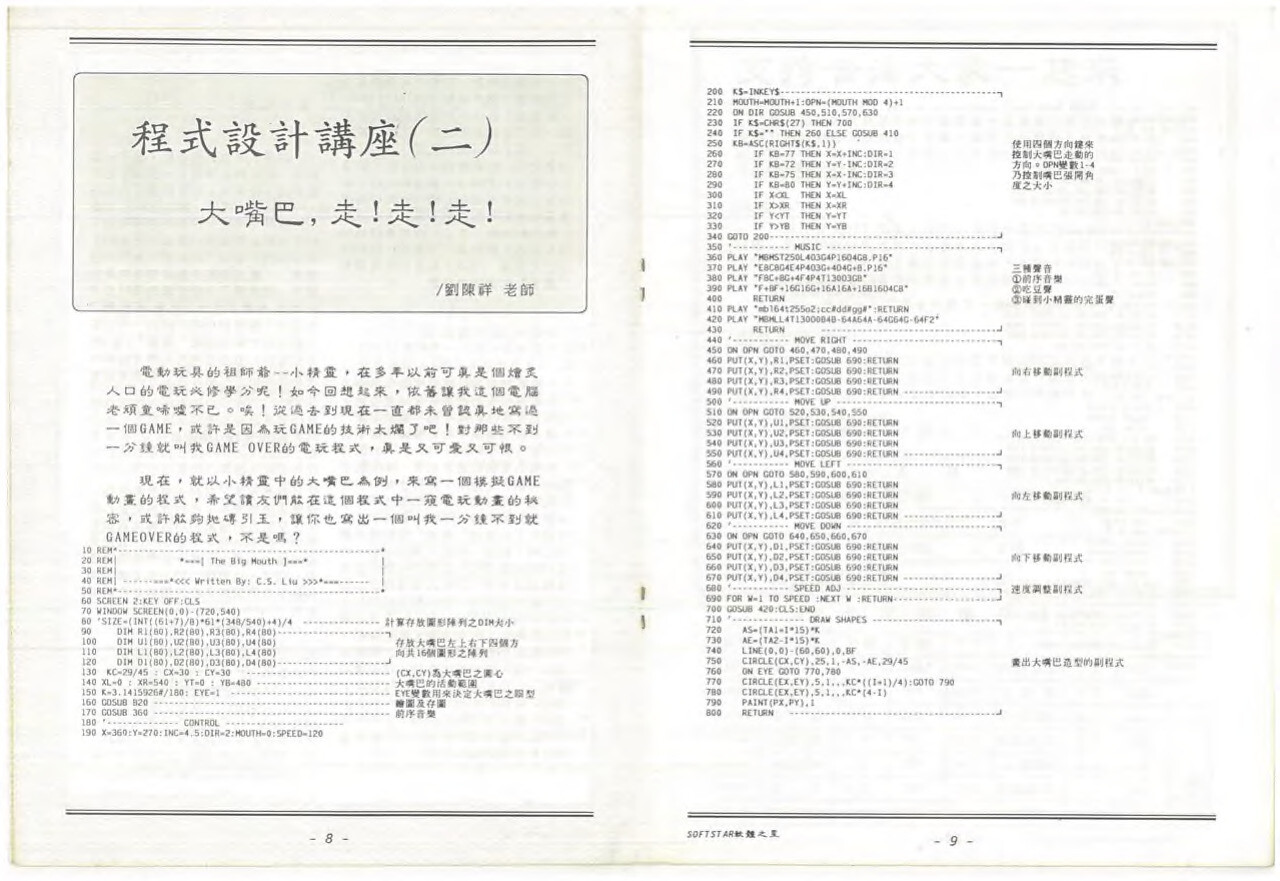 程式設計講座(二)
大嘴巴,走!走!走!
/劉陳祥 老師
電動玩具的祖師爺--小精靈,在多年以前可真是個燴炙
人口的電玩必修學分呢!如今回想起來,依舊讓我這個電腦
老頑童唏噓不已。唉!從過去到現在一直都未曾認真地寫過
一個GAME,或許是因為玩GAME的技術太爛了吧!對那些不到
一分鐘就叫我GAME OVER的電玩程式,真是又可愛又可恨。
現在,就以小精靈中的大嘴巴為例,來寫一個模擬GAME
動畫的程式,希望讀友們能在這個程式中一窺電玩動畫的秘
密,或許能夠拋磚引玉,讓你也寫出一個叫我一分鐘不到就
GAMEOVER的程式,不是嗎?
10 REM*--------------------------------------------*
20 REM| *===[ The Big Mouth ]===* |
30 REM| |
40 REM| ------===*<<< Written By: C.S. Liu >>>*===------ |
50 REM*--------------------------------------------*
60 SCREEN 2:KEY OFF:CLS
70 WINDOW SCREEN(0,0)-(720,540)
80 'SIZE=(INT((61+7)/8)*61*(348/540)+4)/4 -------------- 計算存放圖形陣列之DIM大小
90 DIM R1(80),R2(80),R3(80),R4(80)--------------------
100 DIM U1(80),U2(80),U3(80),U4(80) 存放大嘴巴左上右下四個方
110 DIM L1(80),L2(80),L3(80),L4(80) 向共16個圖形之陣列
120 DIM D1(80),D2(80),D3(80),D4(80)--------------------
130 KC=29/45 : CX=30 : CY=30 -------------------- (CX,CY)為大嘴巴之圓心
140 XL=0 : XR=540 : YT=0 : YB=480 -------------------- 大嘴巴的活動範圍
150 K=3.1415926#/180: EYE=1 -------------------- EYE變數用來決定大嘴巴之眼型
160 GOSUB 820 -------------------- 繪圖及存圖
170 GOSUB 360 -------------------- 前序音樂
180 '------------- CONTROL --------------------
190 X=360:Y=270:INC=4.5:DIR=2:MOUTH=0:SPEED=120
- 8 -
200 K$=INKEY$--------------------
210 MOUTH=MOUTH+1:OPN=(MOUTH MOD 4)+1
220 ON DIR GOSUB 450,510,570,630
230 IF K$=CHR$(27) THEN 700
240 IF K$="" THEN 260 ELSE GOSUB 410
250 KB=ASC(RIGHT$(K$,1)) 使用四個方向鍵來
260 IF KB=77 THEN X=X+INC:DIR=1 控制大嘴巴走動的
270 IF KB=72 THEN Y=Y-INC:DIR=2 方向。OPN變數1-4
280 IF KB=75 THEN X=X-INC:DIR=3 乃控制嘴巴張開角
290 IF KB=80 THEN Y=Y+INC:DIR=4 度之大小
300 IF X<XL THEN X=XL
310 IF X>XR THEN X=XR
320 IF Y<YT THEN Y=YT
330 IF Y>YB THEN Y=YB
340 GOTO 200--------------------
350 '----------- MUSIC --------------------
360 PLAY "MBMST250L4O3G4P16O4G8.P16"
370 PLAY "E8C8G4E4P4O3G+4O4G+8.P16" 三種聲音
380 PLAY "F8C+8G+4F4P4T130O3G8" ①前序音樂
390 PLAY "F+8F+16G16G+16A16A+16B16O4C8" ②吃豆聲
400 RETURN ③碰到小精靈的完蛋聲
410 PLAY "mbl64t255o2;cc#dd#gg#":RETURN
420 PLAY "MBMLL4T130O0B4B-64A64A-64G64G-64F2"
430 RETURN --------------------
440 '----------- MOVE RIGHT --------------------
450 ON OPN GOTO 460,470,480,490
460 PUT(X,Y),R1,PSET:GOSUB 690:RETURN
470 PUT(X,Y),R2,PSET:GOSUB 690:RETURN 向右移動副程式
480 PUT(X,Y),R3,PSET:GOSUB 690:RETURN
490 PUT(X,Y),R4,PSET:GOSUB 690:RETURN ---------------
500 '----------- MOVE UP --------------------
510 ON OPN GOTO 520,530,540,550
520 PUT(X,Y),U1,PSET:GOSUB 690:RETURN
530 PUT(X,Y),U2,PSET:GOSUB 690:RETURN 向上移動副程式
540 PUT(X,Y),U3,PSET:GOSUB 690:RETURN
550 PUT(X,Y),U4,PSET:GOSUB 690:RETURN ---------------
560 '----------- MOVE LEFT --------------------
570 ON OPN GOTO 580,590,600,610
580 PUT(X,Y),L1,PSET:GOSUB 690:RETURN
590 PUT(X,Y),L2,PSET:GOSUB 690:RETURN 向左移動副程式
600 PUT(X,Y),L3,PSET:GOSUB 690:RETURN
610 PUT(X,Y),L4,PSET:GOSUB 690:RETURN ---------------
620 '----------- MOVE DOWN --------------------
630 ON OPN GOTO 640,650,660,670
640 PUT(X,Y),D1,PSET:GOSUB 690:RETURN
650 PUT(X,Y),D2,PSET:GOSUB 690:RETURN 向下移動副程式
660 PUT(X,Y),D3,PSET:GOSUB 690:RETURN
670 PUT(X,Y),D4,PSET:GOSUB 690:RETURN ---------------
680 '----------- SPEED ADJ --------------------
690 FOR W=1 TO SPEED :NEXT W :RETURN--------------- 速度調整副程式
700 GOSUB 420:CLS:END
710 '------------- DRAW SHAPES --------------------
720 AS=(TA1=I*15)*K
730 AE=(TA2-I*15)*K
740 LINE(0,0)-(60,60),0,BF
750 CIRCLE(CX,CY),25,1,-AS,-AE,29/45 畫出大嘴巴造型的副程式
760 ON EYE GOTO 770,780
770 CIRCLE(EX,EY),5,1,,,KC*((I=1)/4):GOTO 790
780 CIRCLE(EX,EY),5,1,,,KC*(4-I)
790 PAINT(PX,PY),1
800 RETURN --------------------
SOFTSTAR軟體之星
- 9 -